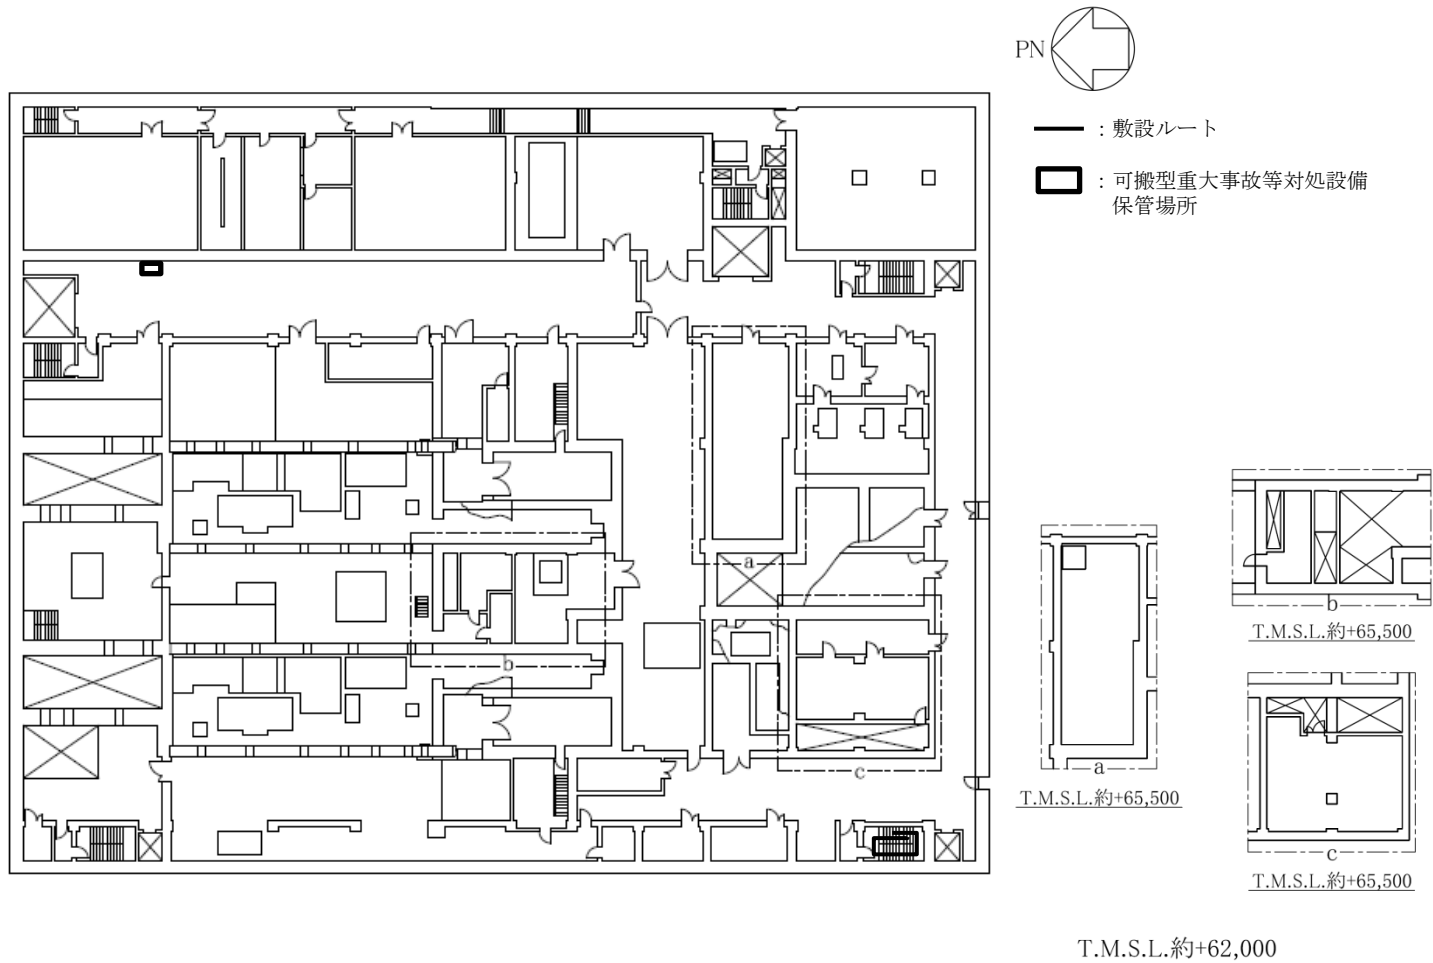 PN
：敷設ルート
：可搬型重大事故等対処設備
保管場所
a
b
c
a
T.M.S.L.約+65,500
b
T.M.S.L.約+65,500
c
T.M.S.L.約+65,500
T.M.S.L.約+62,000